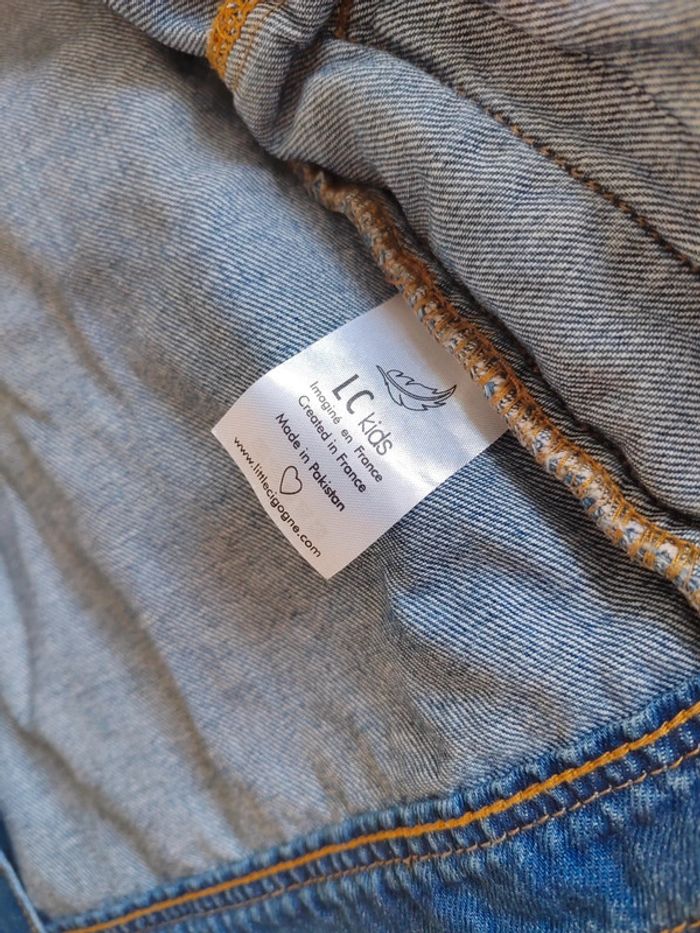 LC kids
Imaginé en France
Created in France
Made in Pakistan
www.littlecigogne.com